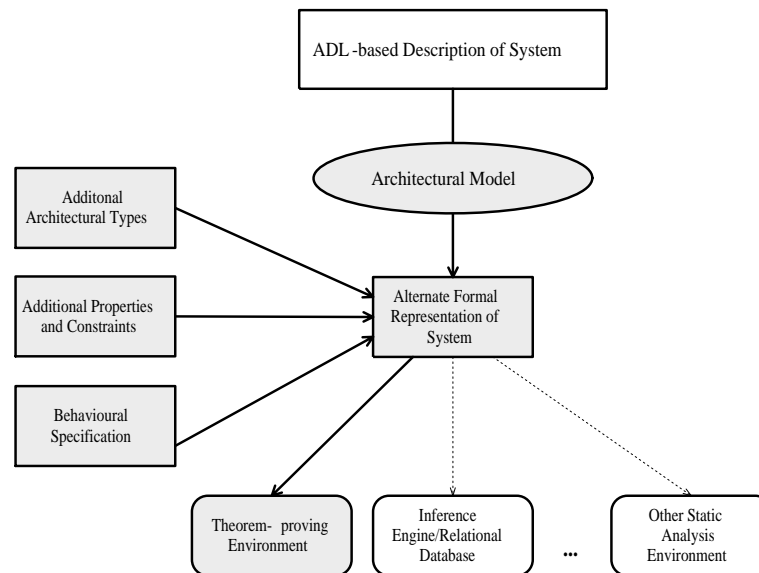 ADL -based Description of System
Architectural Model
Additonal
Architectural Types
Alternate Formal
Representation of
System
Additional Properties
and Constraints
Behavioural
Specification
Theorem- proving
Environment
Inference
Engine/Relational
Database
...
Other Static
Analysis
Environment